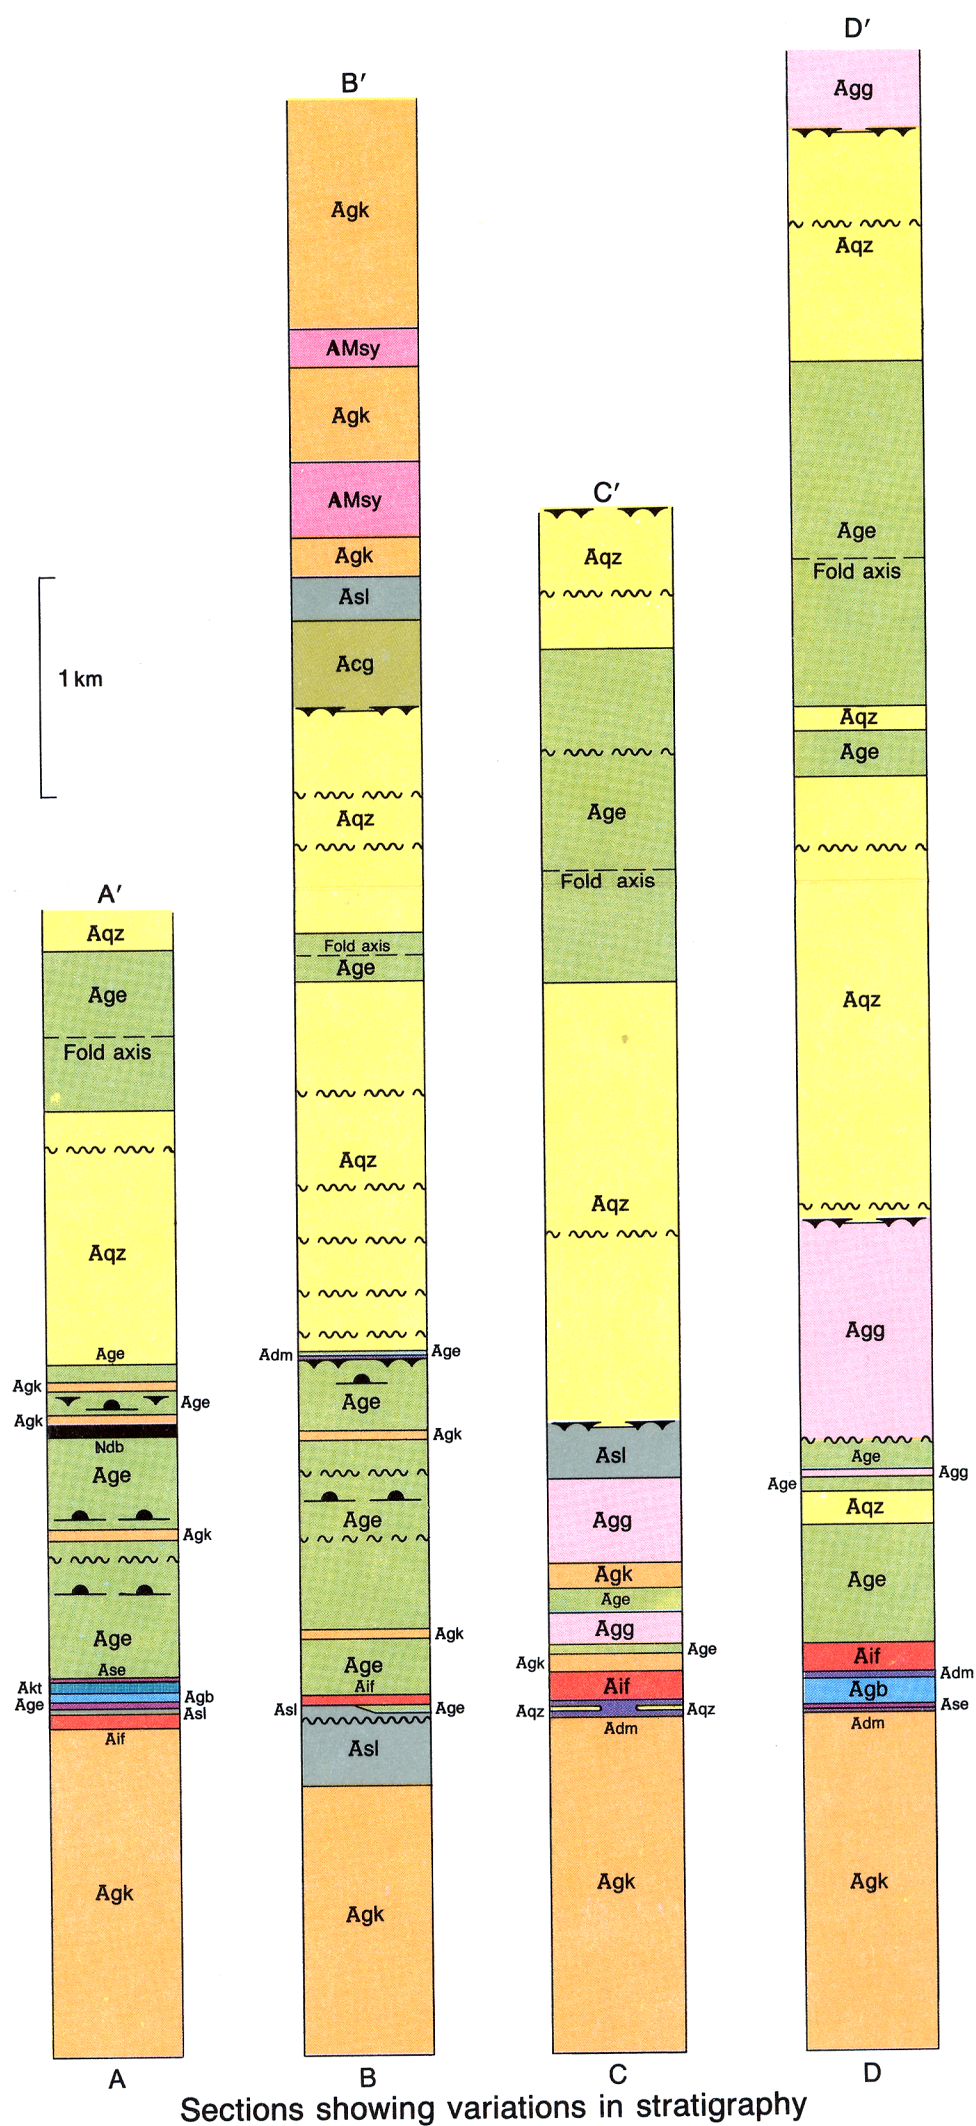 D′
Agg
Aqz
Age
Fold axis
Aqz
Age
Aqz
Agg
Age
Agg
Age
Aqz
Age
Aif
Adm
Agb
Ase
Adm
Agk
D
B′
Agk
AMsy
Agk
AMsy
Agk
Asl
Acg
Aqz
Fold axis
Age
Aqz
Adm
Age
Age
Agk
Age
Agk
Age
Aif
Asl
Age
Asl
Agk
B
C′
Aqz
Age
Fold axis
Aqz
Asl
Agg
Agk
Age
Agg
Age
Agk
Aif
Aqz
Aqz
Adm
Agk
C
1 km
A′
Aqz
Age
Fold axis
Aqz
Age
Agk
Age
Agk
Ndb
Age
Agk
Age
Ase
Akt
Agb
Age
Asl
Aif
Agk
A
Sections showing variations in stratigraphy